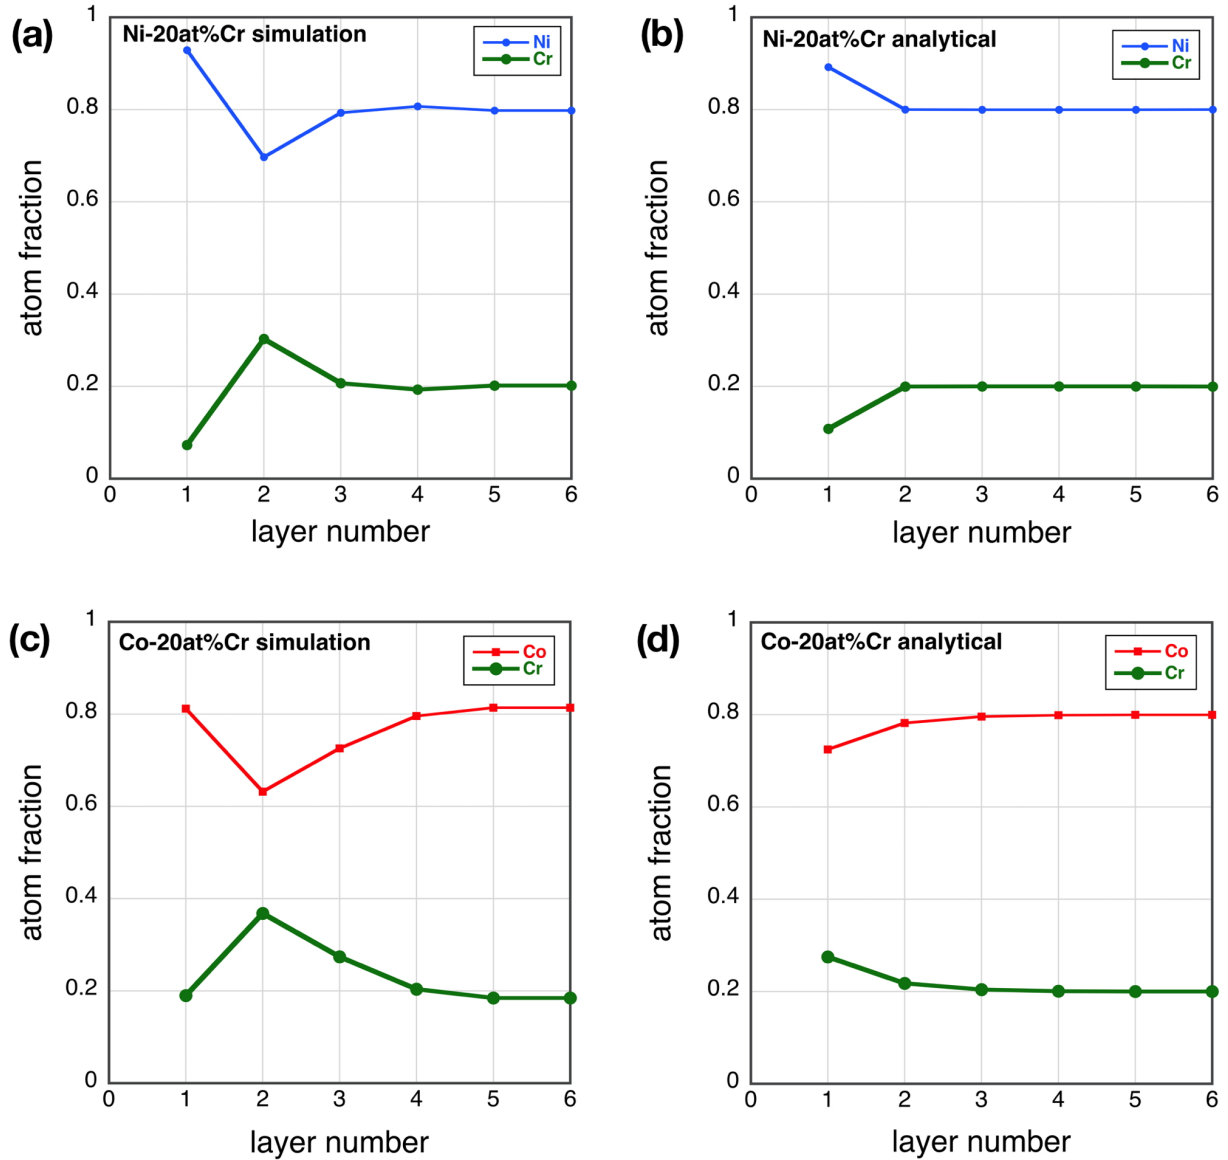 (a)
Ni-20at%Cr simulation
Ni
Cr
1
0.8
0.6
0.4
0.2
0
0 1 2 3 4 5 6
atom fraction
layer number
(b)
Ni-20at%Cr analytical
Ni
Cr
1
0.8
0.6
0.4
0.2
0
0 1 2 3 4 5 6
atom fraction
layer number
(c)
Co-20at%Cr simulation
Co
Cr
1
0.8
0.6
0.4
0.2
0
0 1 2 3 4 5 6
atom fraction
layer number
(d)
Co-20at%Cr analytical
Co
Cr
1
0.8
0.6
0.4
0.2
0
0 1 2 3 4 5 6
atom fraction
layer number